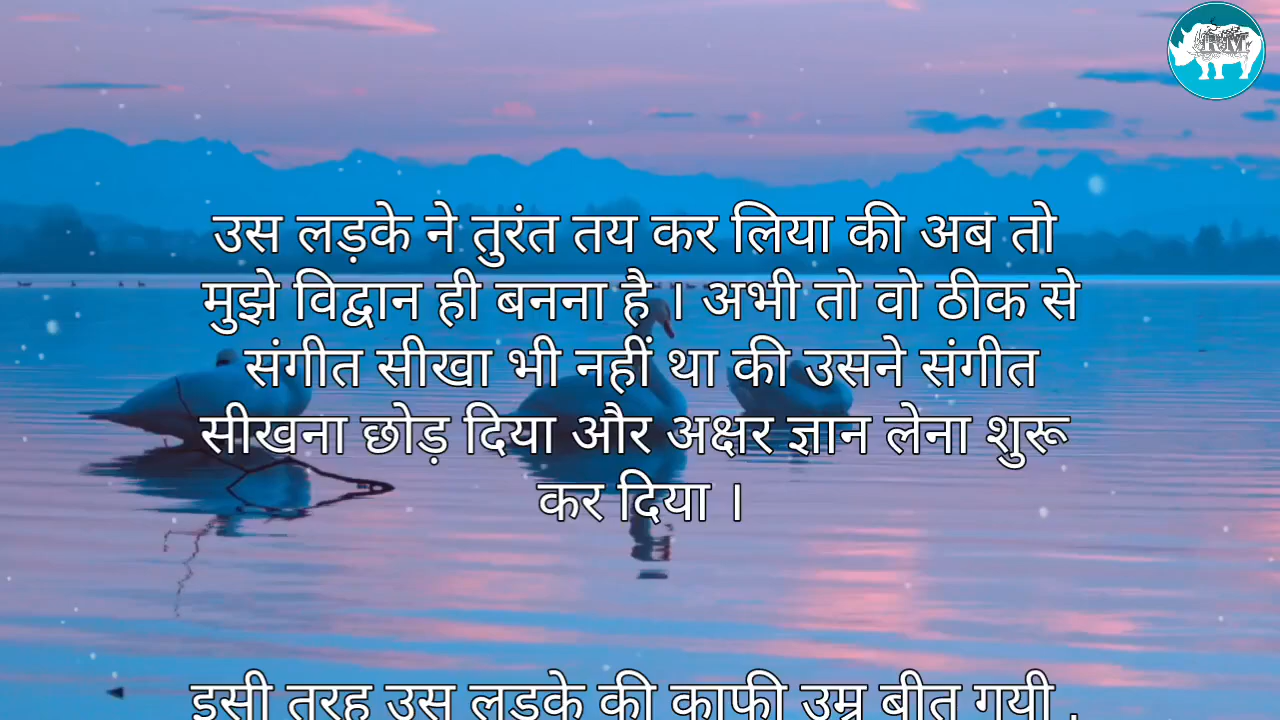 उस लड़के ने तुरंत तय कर लिया की अब तो
मुझे विद्वान ही बनना है । अभी तो वो ठीक से
संगीत सीखा भी नहीं था की उसने संगीत
सीखना छोड़ दिया और अक्षर ज्ञान लेना शुरू
कर दिया ।
इसी तरह उस लड़के की काफी उम्र बीत गयी .
RM